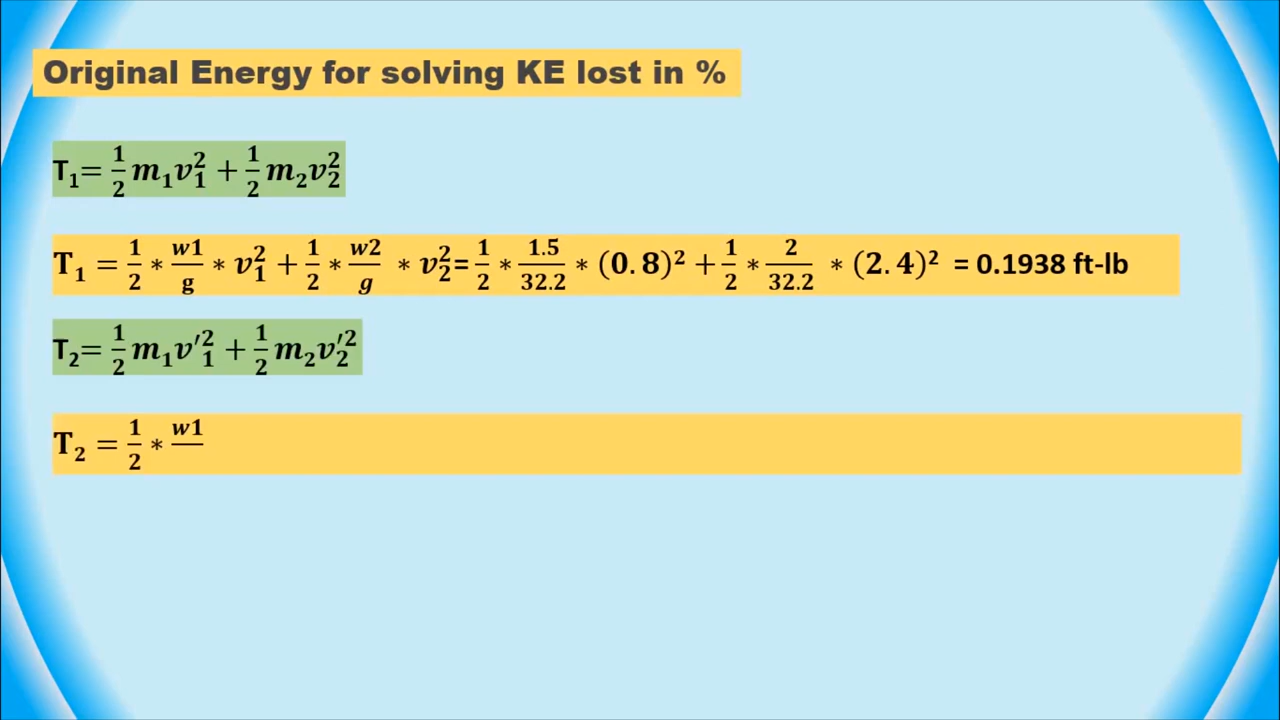 Original Energy for solving KE lost in %
T₁= 1/2 m₁v₁² + 1/2 m₂v₂²
T₁ = 1/2 * w1/g * v₁² + 1/2 * w2/g * v₂²= 1/2 * 1.5/32.2 * (0.8)² + 1/2 * 2/32.2 * (2.4)² = 0.1938 ft-lb
T₂= 1/2 m₁v′₁² + 1/2 m₂v′₂²
T₂ = 1/2 * w1/